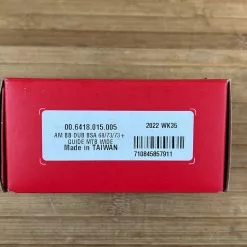 00.6418.015.005
AM BB DUB BSA 68/73/73+
GUIDE MTB WIDE
Made in TAIWAN
2022 WK35
710845857911